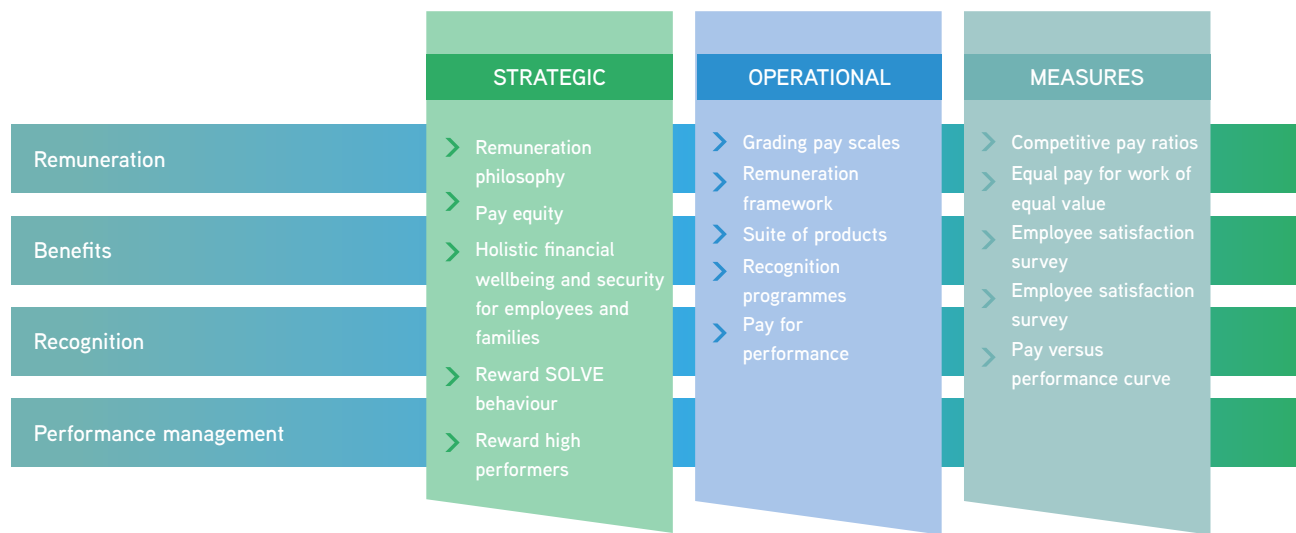 STRATEGIC
OPERATIONAL
MEASURES
Remuneration
Benefits
Recognition
Performance management
Remuneration
philosophy
Pay equity
Holistic financial
wellbeing and security
for employees and
families
Reward SOLVE
behaviour
Reward high
performers
Grading pay scales
Remuneration
framework
Suite of products
Recognition
programmes
Pay for
performance
Competitive pay ratios
Equal pay for work of
equal value
Employee satisfaction
survey
Employee satisfaction
survey
Pay versus
performance curve